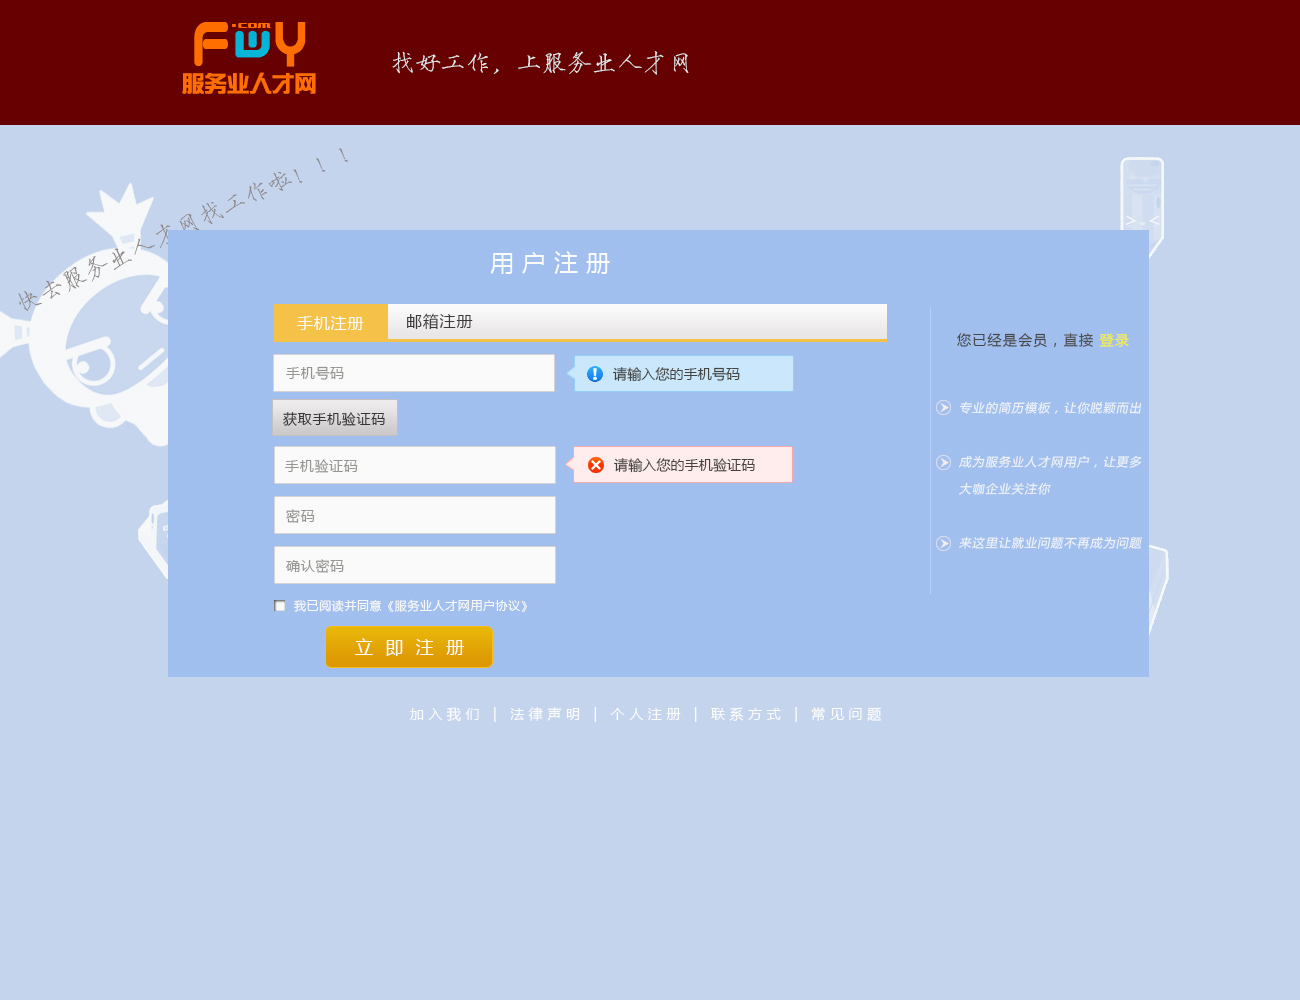 Fwy.com
服务业人才网
找好工作，上服务业人才网
快去服务业人才网找工作啦！！！
用户注册
手机注册 邮箱注册
手机号码 请输入您的手机号码
获取手机验证码
手机验证码 请输入您的手机验证码
密码
确认密码
我已阅读并同意《服务业人才网用户协议》
立即注册
您已经是会员，直接 登录
专业的简历模板，让你脱颖而出
成为服务业人才网用户，让更多
大咖企业关注你
来这里让就业问题不再成为问题
加入我们 | 法律声明 | 个人注册 | 联系方式 | 常见问题